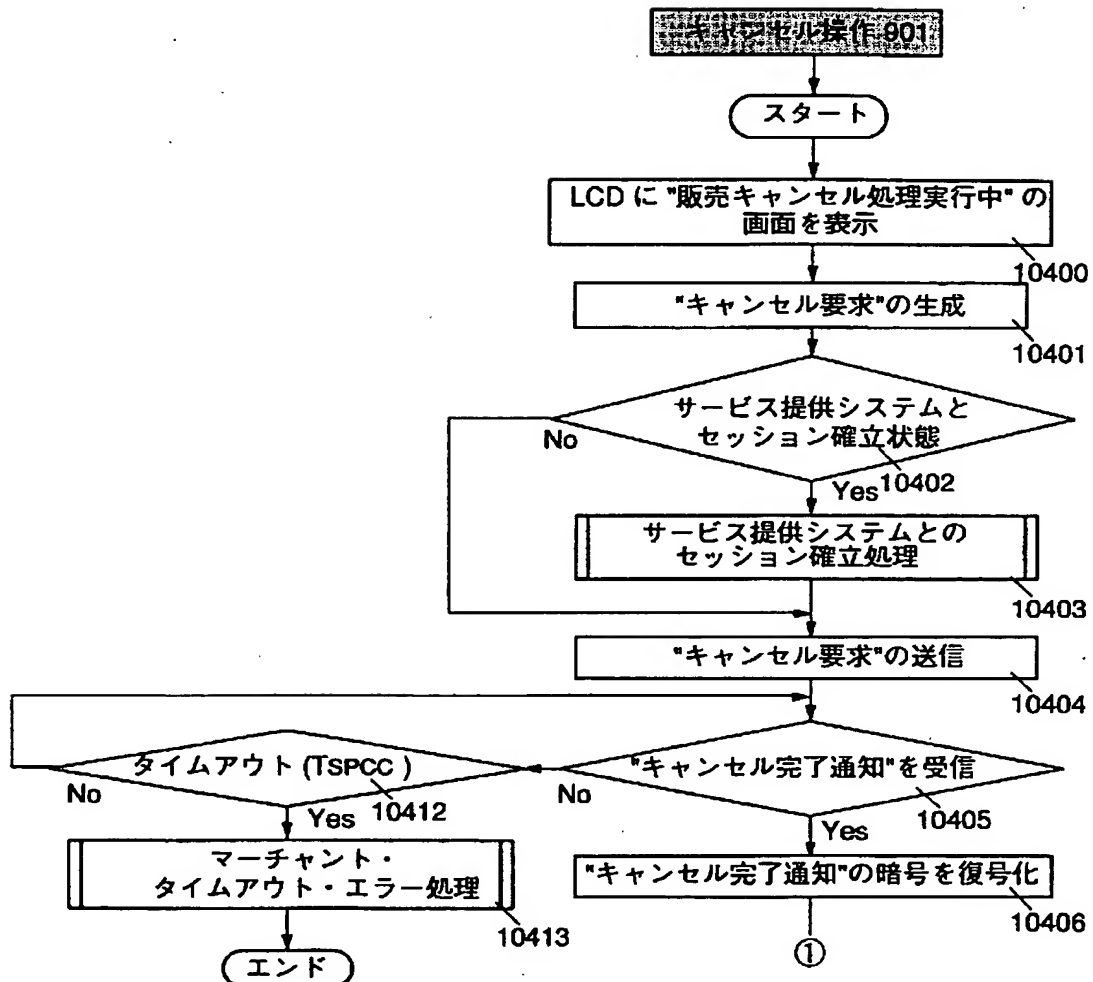 キャンセル操作 901
スタート
LCD に "販売キャンセル処理実行中" の
画面を表示
10400
"キャンセル要求"の生成
10401
サービス提供システムと
セッション確立状態
No
10402
Yes
サービス提供システムとの
セッション確立処理
10403
"キャンセル要求"の送信
10404
タイムアウト (TSPCC )
No
10412
Yes
"キャンセル完了通知"を受信
No
10405
Yes
マーチャント・
タイムアウト・エラー処理
10413
"キャンセル完了通知"の暗号を復号化
10406
エンド
①